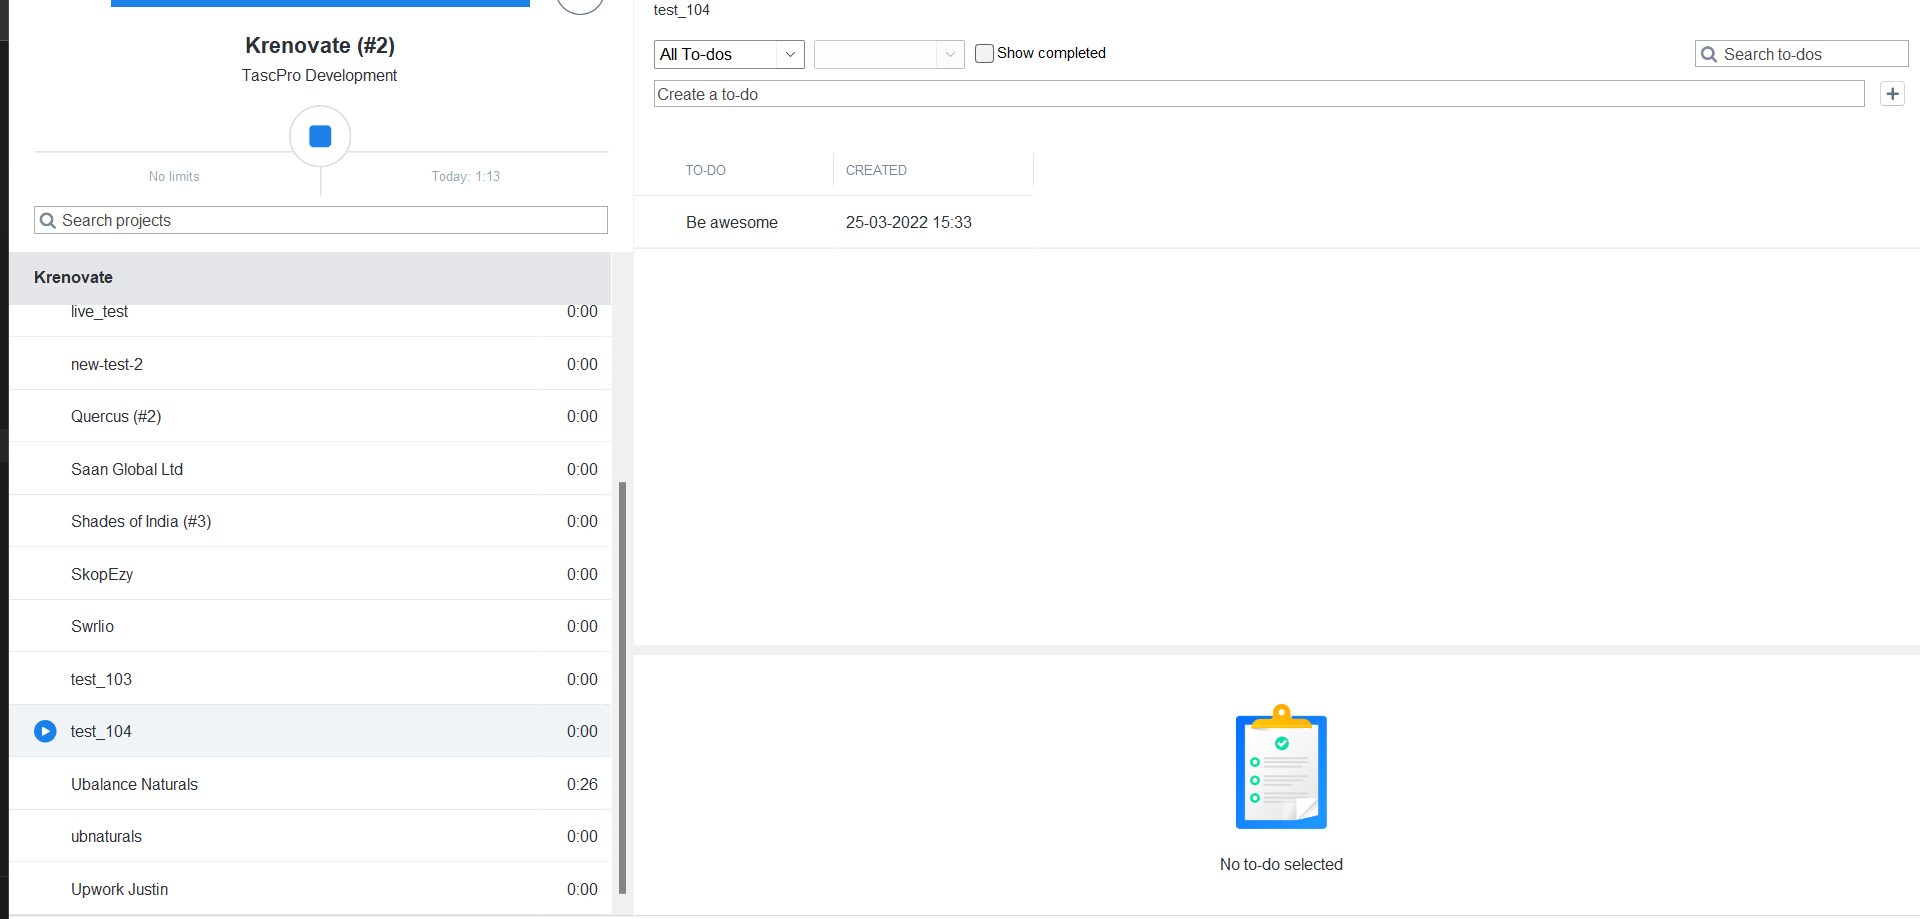 Krenovate (#2)
TascPro Development
No limits
Today: 1:13
Search projects
Krenovate
live_test 0:00
new-test-2 0:00
Quercus (#2) 0:00
Saan Global Ltd 0:00
Shades of India (#3) 0:00
SkopEzy 0:00
Swrlio 0:00
test_103 0:00
test_104 0:00
Ubalance Naturals 0:26
ubnaturals 0:00
Upwork Justin 0:00
test_104
All To-dos Show completed Search to-dos
Create a to-do
TO-DO CREATED
Be awesome 25-03-2022 15:33
No to-do selected